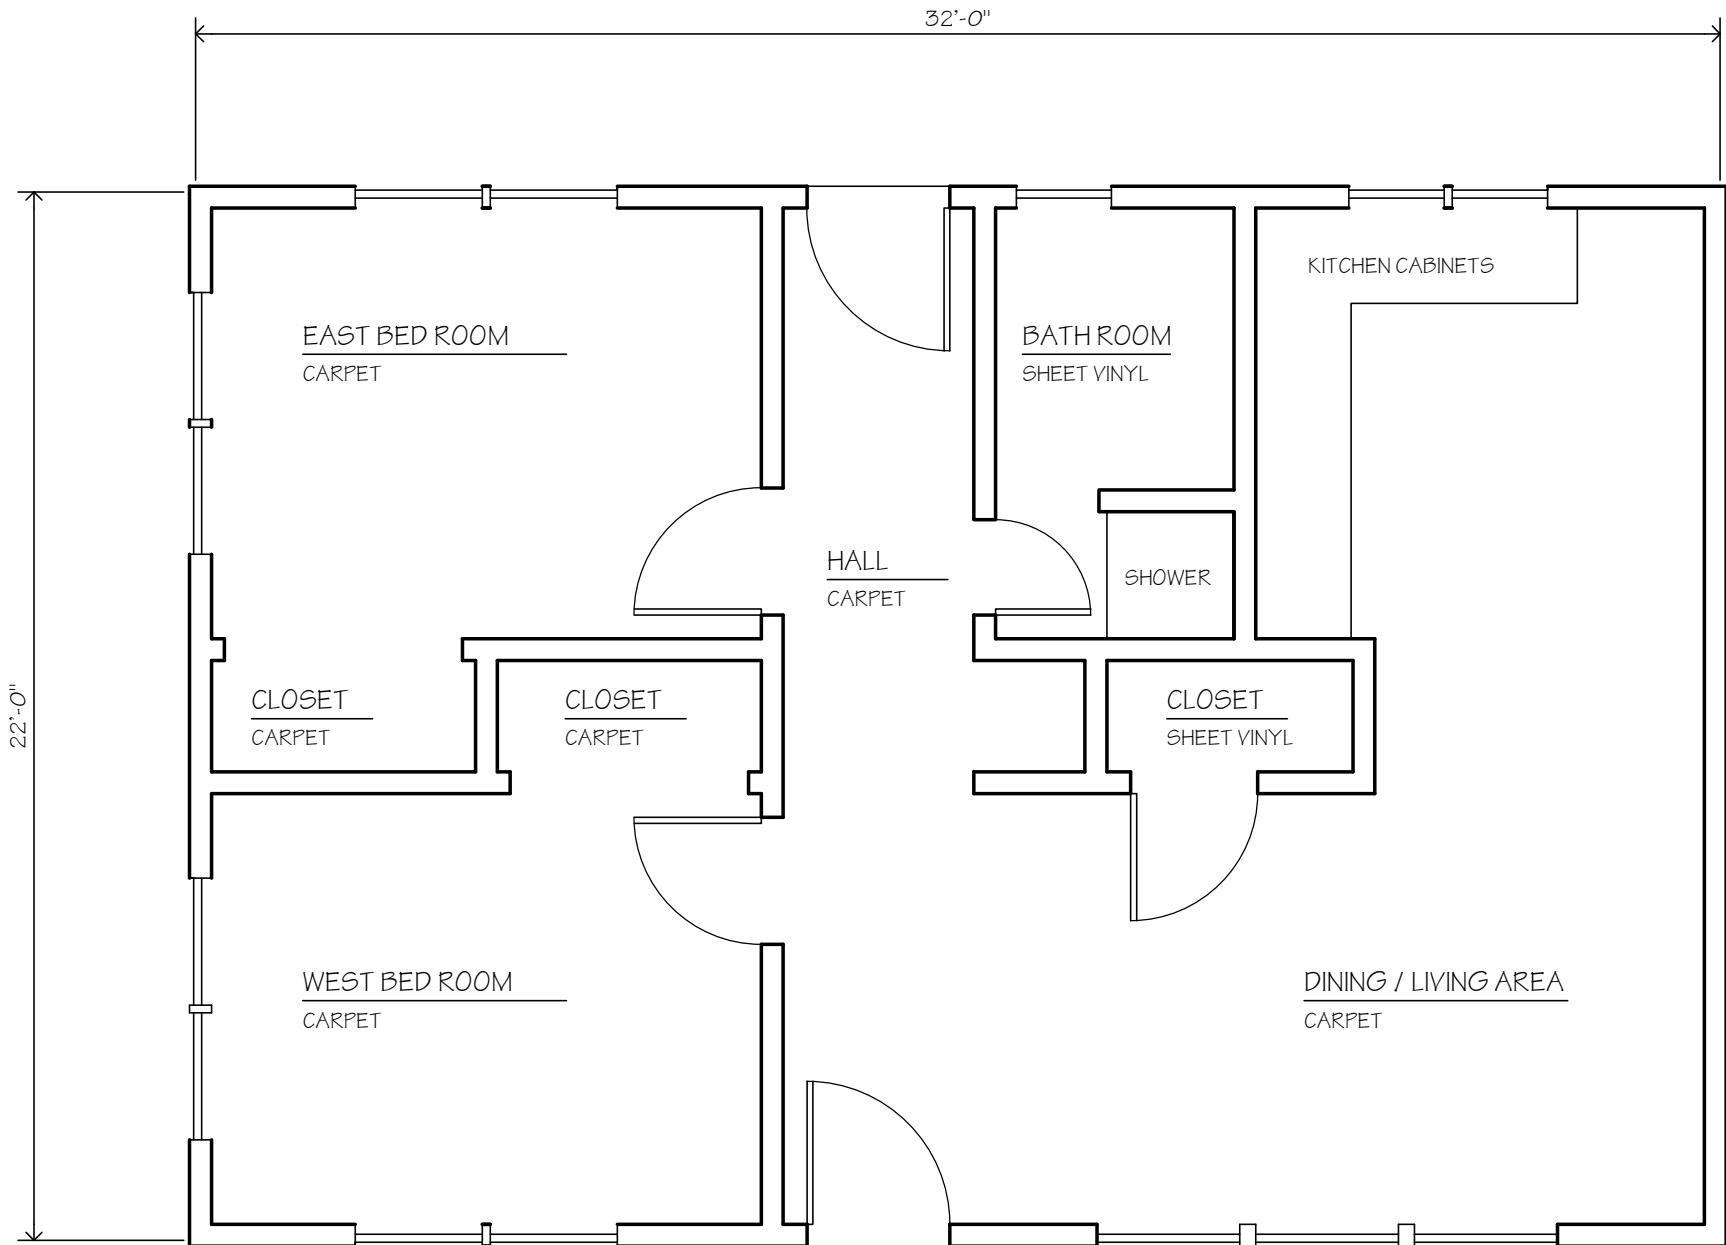 32'-0"
KITCHEN CABINETS
EAST BED ROOM
CARPET
BATH ROOM
SHEET VINYL
HALL
CARPET
SHOWER
22'-0"
CLOSET
CARPET
CLOSET
CARPET
CLOSET
SHEET VINYL
WEST BED ROOM
CARPET
DINING / LIVING AREA
CARPET